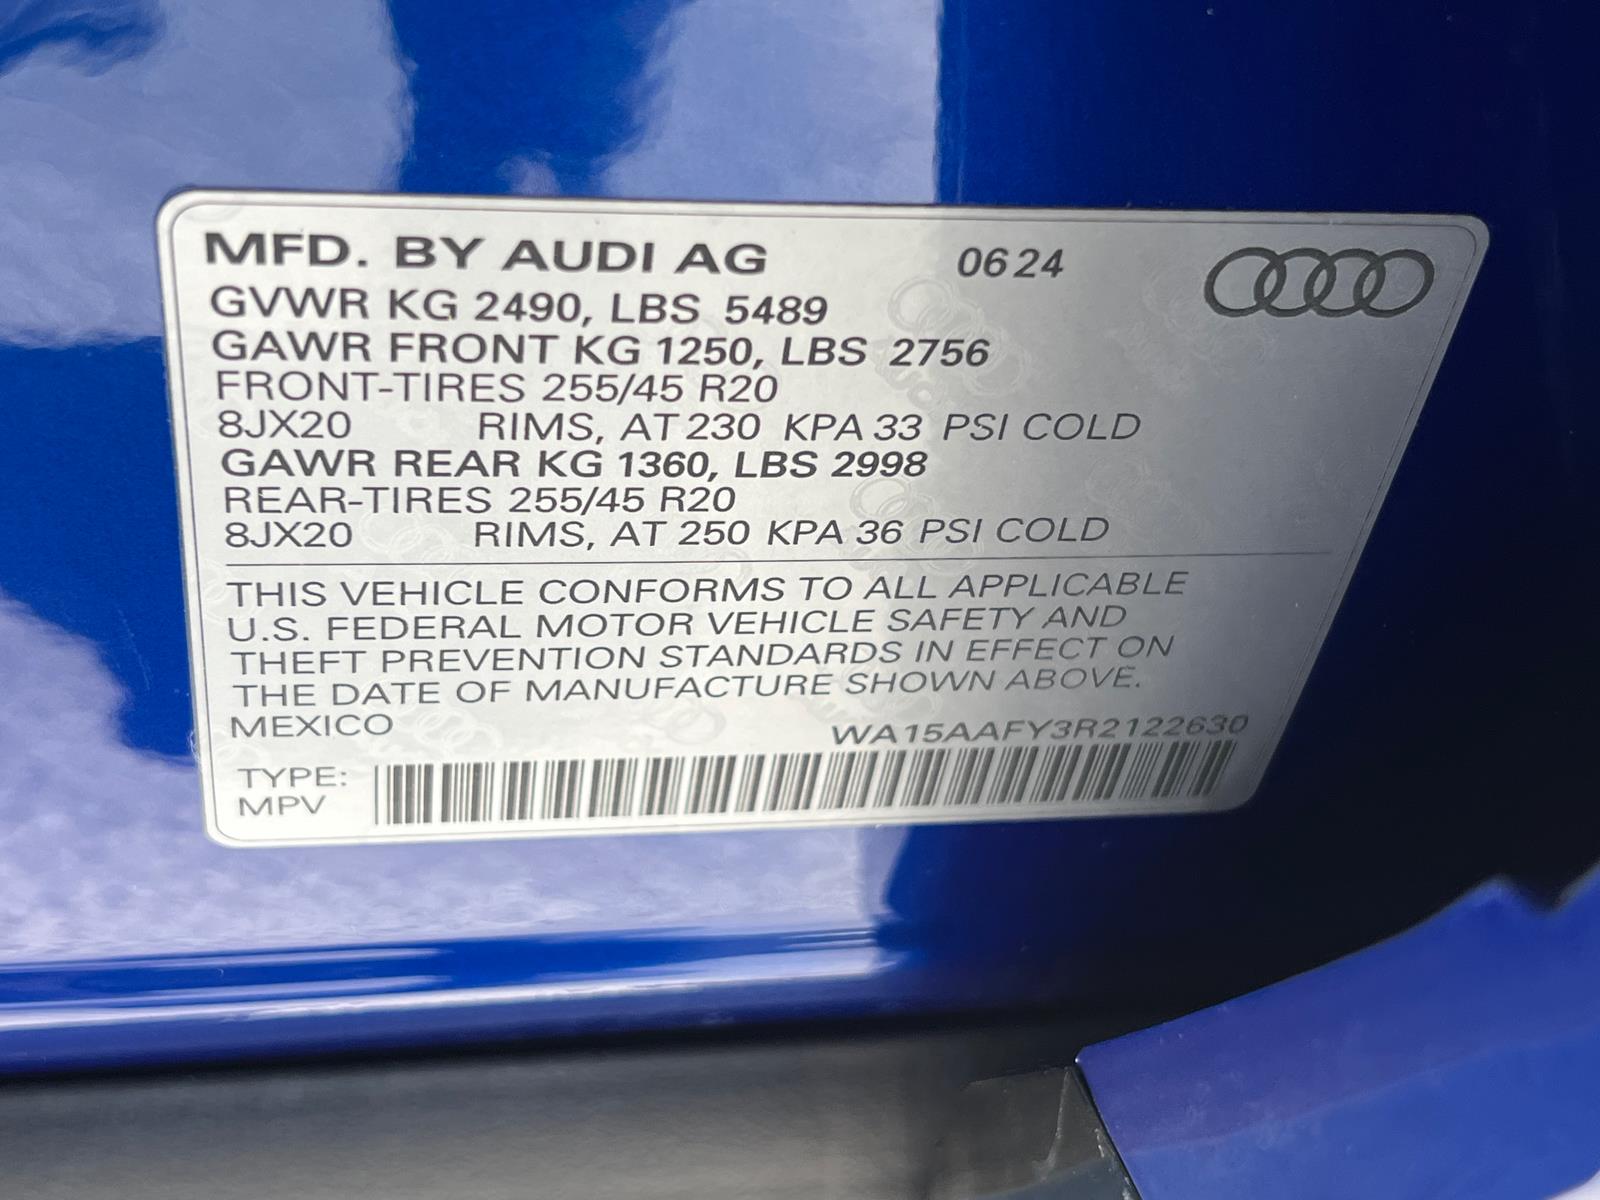 MFD. BY AUDI AG 0624
GVWR KG 2490, LBS 5489
GAWR FRONT KG 1250, LBS 2756
FRONT-TIRES 255/45 R20
8JX20 RIMS, AT 230 KPA 33 PSI COLD
GAWR REAR KG 1360, LBS 2998
REAR-TIRES 255/45 R20
8JX20 RIMS, AT 250 KPA 36 PSI COLD
THIS VEHICLE CONFORMS TO ALL APPLICABLE
U.S. FEDERAL MOTOR VEHICLE SAFETY AND
THEFT PREVENTION STANDARDS IN EFFECT ON
THE DATE OF MANUFACTURE SHOWN ABOVE.
MEXICO WA15AAFY3R2122630
TYPE:
MPV